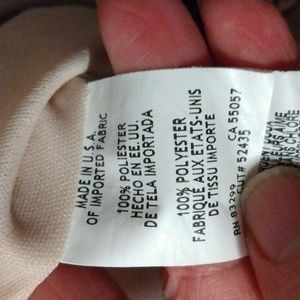 MADE IN U.S.A.
OF IMPORTED FABRIC
100% POLIESTER
HECHO EN EE. UU.
DE TELA IMPORTADA
100% POLYESTER
FABRIQUE AUX ETATS-UNIS
DE TISSU IMPORTE
RN 83299 CA 55057
CUT# 52435